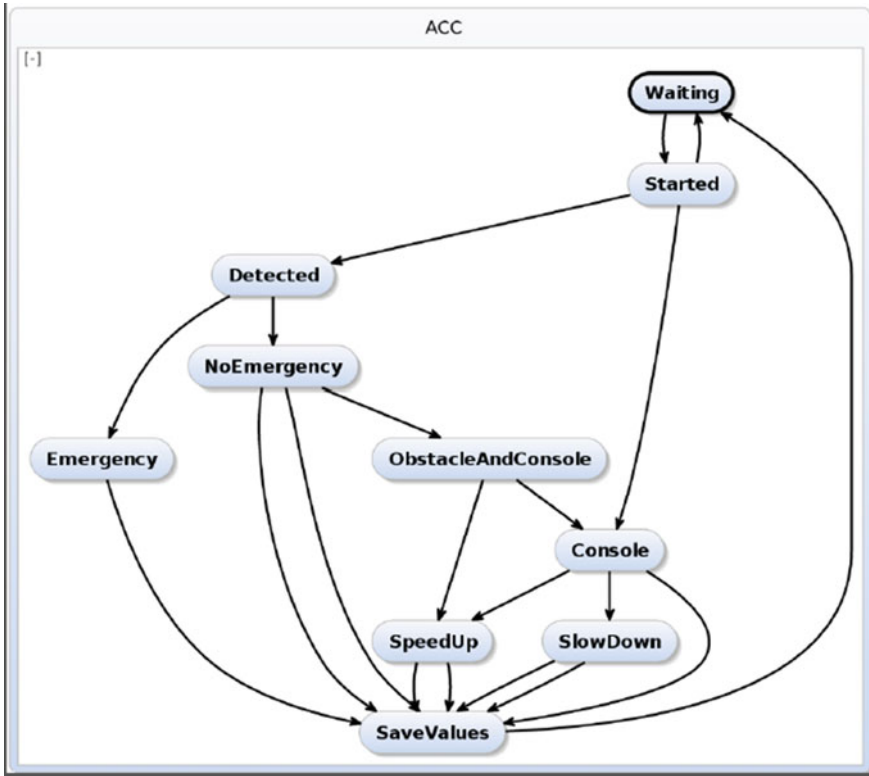 ACC
[-]
Waiting
Started
Detected
NoEmergency
Emergency
ObstacleAndConsole
Console
SpeedUp
SlowDown
SaveValues